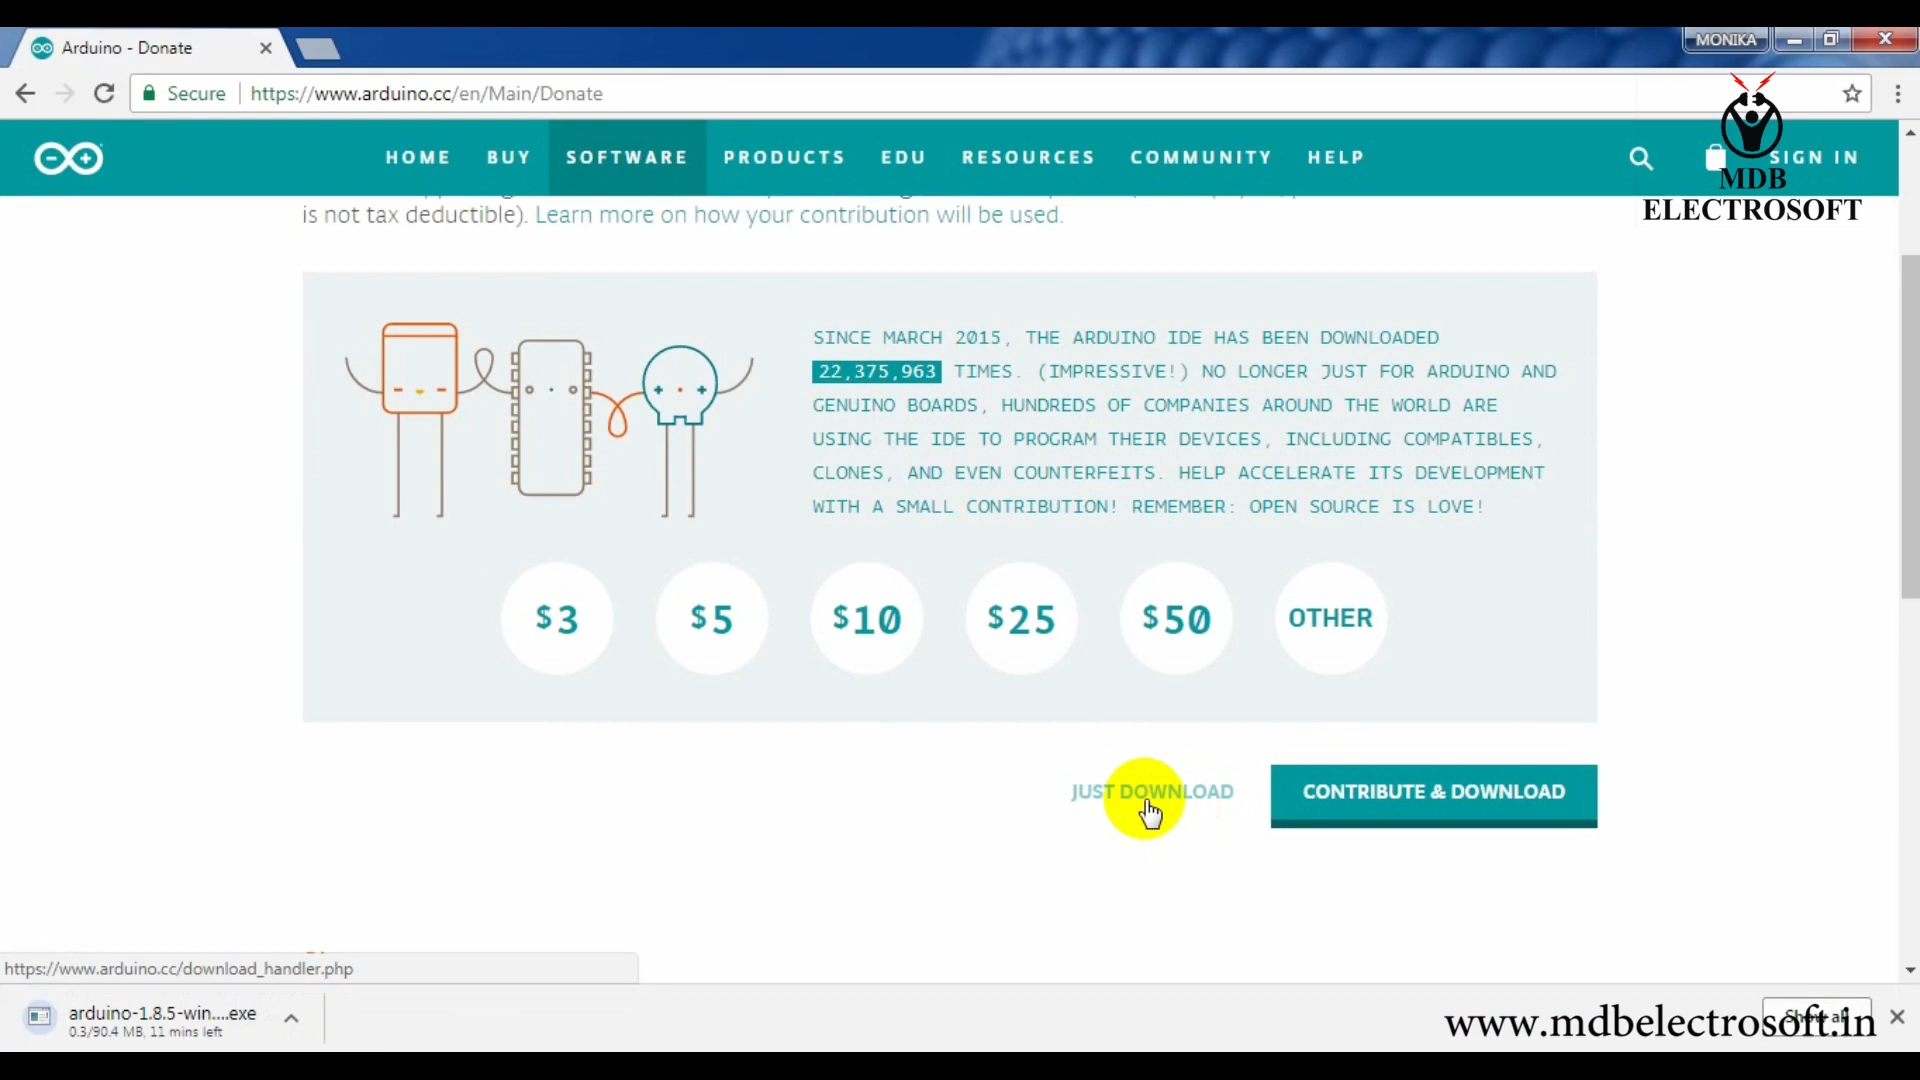 Arduino - Donate
MONIKA
Secure
https://www.arduino.cc/en/Main/Donate
HOME BUY SOFTWARE PRODUCTS EDU RESOURCES COMMUNITY HELP SIGN IN
MDB
ELECTROSOFT
is not tax deductible). Learn more on how your contribution will be used.
SINCE MARCH 2015, THE ARDUINO IDE HAS BEEN DOWNLOADED
22,375,963 TIMES. (IMPRESSIVE!) NO LONGER JUST FOR ARDUINO AND
GENUINO BOARDS, HUNDREDS OF COMPANIES AROUND THE WORLD ARE
USING THE IDE TO PROGRAM THEIR DEVICES, INCLUDING COMPATIBLES,
CLONES, AND EVEN COUNTERFEITS. HELP ACCELERATE ITS DEVELOPMENT
WITH A SMALL CONTRIBUTION! REMEMBER: OPEN SOURCE IS LOVE!
$3 $5 $10 $25 $50 OTHER
JUST DOWNLOAD CONTRIBUTE & DOWNLOAD
https://www.arduino.cc/download_handler.php
arduino-1.8.5-win....exe
0.3/90.4 MB, 11 mins left
Show all
www.mdbelectrosoft.in